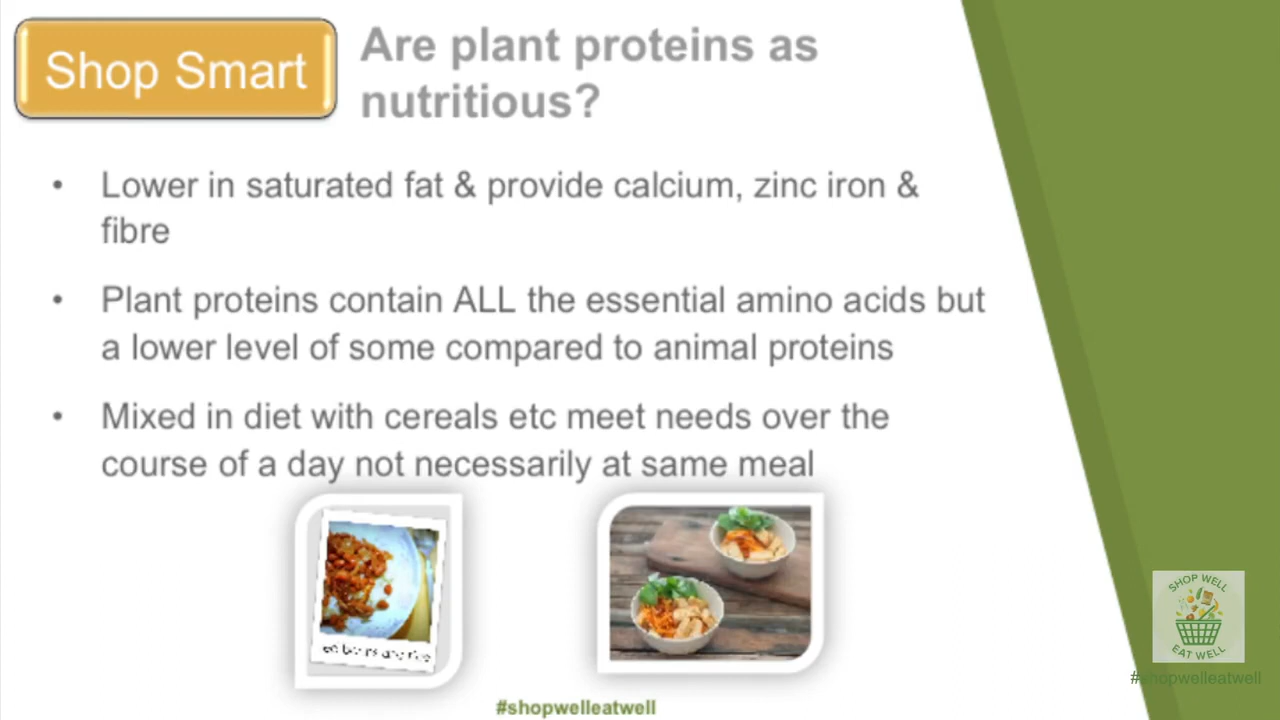 Shop Smart
Are plant proteins as
nutritious?
• Lower in saturated fat & provide calcium, zinc iron &
fibre
• Plant proteins contain ALL the essential amino acids but
a lower level of some compared to animal proteins
• Mixed in diet with cereals etc meet needs over the
course of a day not necessarily at same meal
and rice
SHOP WELL
EAT WELL
#shopwelleatwell
#shopwelleatwell